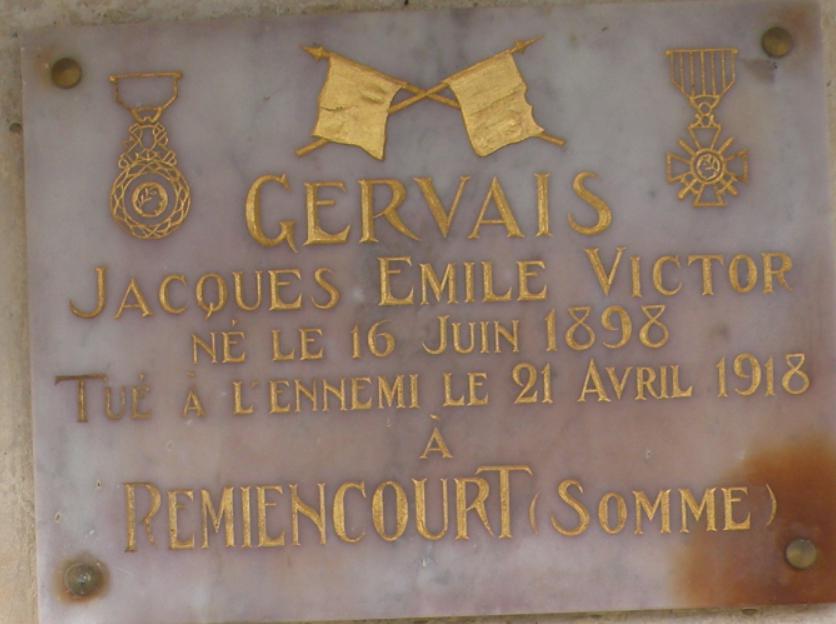 GERVAIS
JACQUES EMILE VICTOR
NÉ LE 16 JUIN 1898
TUÉ À L'ENNEMI LE 21 AVRIL 1918
À
REMIENCOURT (SOMME)